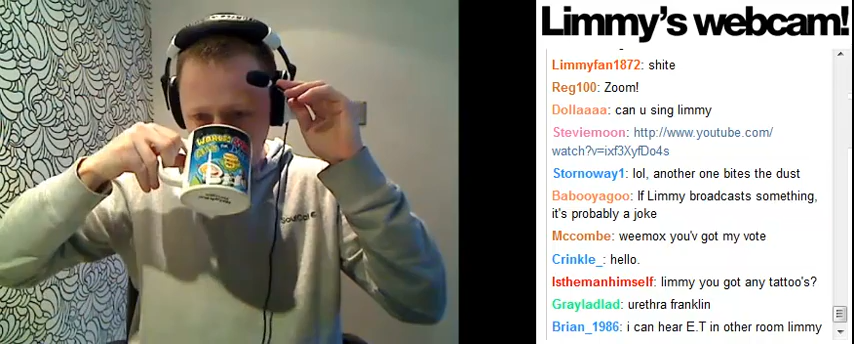 Limmy's webcam!
Limmyfan1872: shite
Reg100: Zoom!
Dollaaaa: can u sing limmy
Steviemoon: http://www.youtube.com/
watch?v=ixf3XyfDo4s
Stornoway1: lol, another one bites the dust
Babooyagoo: If Limmy broadcasts something,
it's probably a joke
Mccombe: weemox you'v got my vote
Crinkle_: hello.
Isthemanhimself: limmy you got any tattoo's?
Grayladlad: urethra franklin
Brian_1986: i can hear E.T in other room limmy